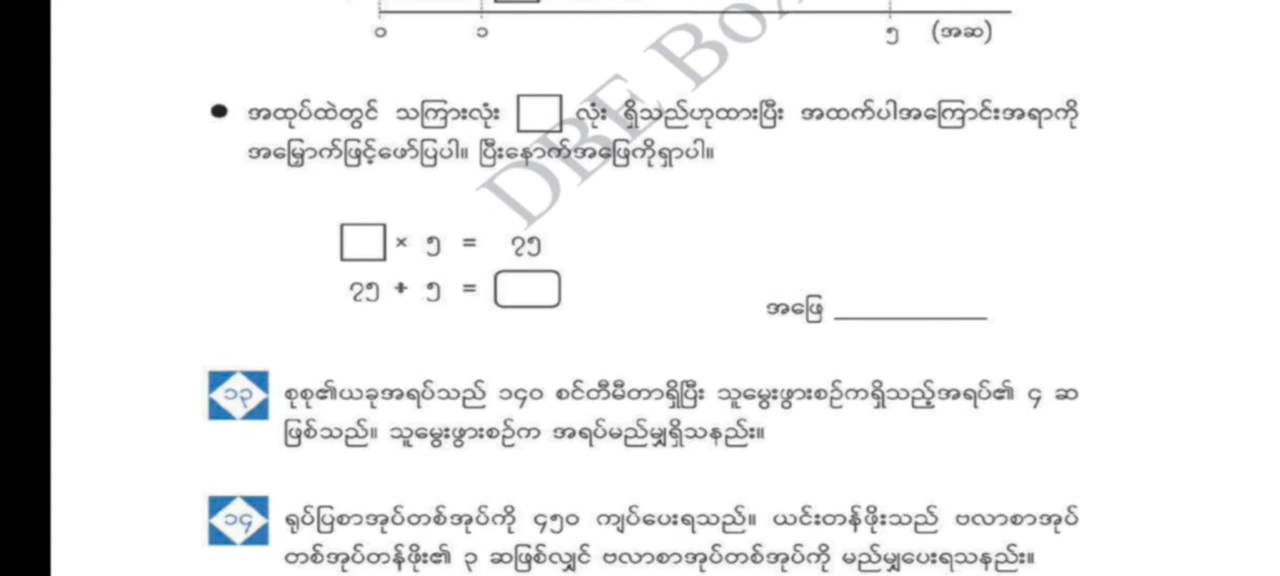 ၀ ၁ ၅ (အဆ)
● အထုပ်ထဲတွင် သကြားလုံး □ လုံး ရှိသည်ဟုထားပြီး အထက်ပါအကြောင်းအရာကို
အမြှောက်ဖြင့်ဖော်ပြပါ။ ပြီးနောက်အဖြေကိုရှာပါ။
□ × ၅ = ၇၅
၇၅ ÷ ၅ = □
အဖြေ ________
၁၃ စုစု၏ယခုအရပ်သည် ၁၄၀ စင်တီမီတာရှိပြီး သူမွေးဖွားစဉ်ကရှိသည့်အရပ်၏ ၄ ဆ
ဖြစ်သည်။ သူမွေးဖွားစဉ်က အရပ်မည်မျှရှိသနည်း။
၁၄ ရုပ်ပြစာအုပ်တစ်အုပ်ကို ၄၅၀ ကျပ်ပေးရသည်။ ယင်းတန်ဖိုးသည် ဗလာစာအုပ်
တစ်အုပ်တန်ဖိုး၏ ၃ ဆဖြစ်လျှင် ဗလာစာအုပ်တစ်အုပ်ကို မည်မျှပေးရသနည်း။
DBE